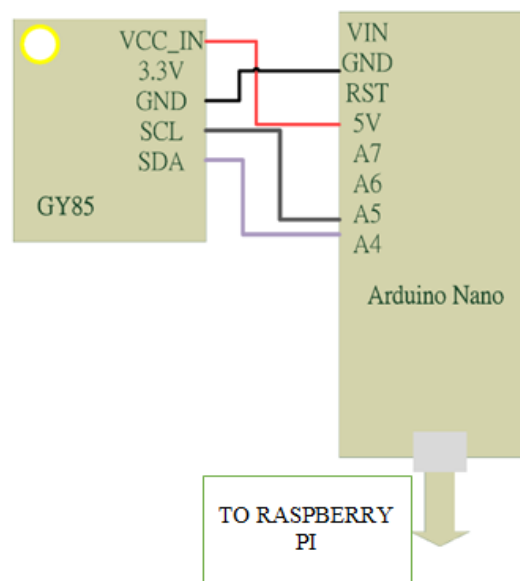 VCC_IN
3.3V
GND
SCL
SDA
GY85
VIN
GND
RST
5V
A7
A6
A5
A4
Arduino Nano
TO RASPBERRY
PI